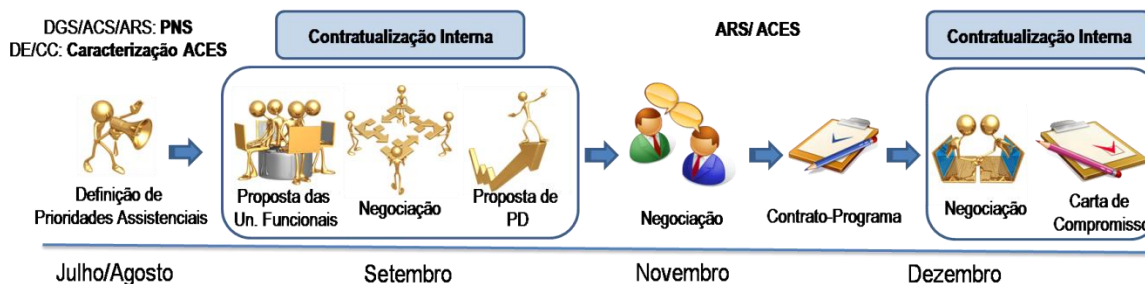 DGS/ACS/ARS: PNS
DE/CC: Caracterização ACES
Contratualização Interna
ARS/ ACES
Contratualização Interna
Definição de
Prioridades Assistenciais
Proposta das
Un. Funcionais
Negociação
Proposta de
PD
Negociação
Contrato-Programa
Negociação
Carta de
Compromisso
Julho/Agosto
Setembro
Novembro
Dezembro